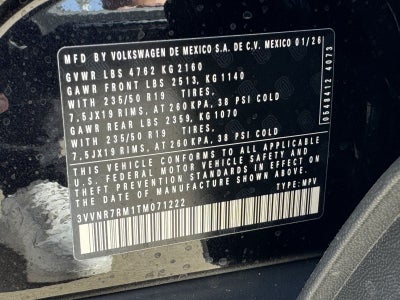 MFD BY VOLKSWAGEN DE MEXICO S.A. DE C.V. MEXICO 01/26
GVWR LBS 4762 KG 2160
GAWR FRONT LBS 2513, KG1140
WITH 235/50 R19 TIRES,
7.5JX19 RIMS, AT 260 KPA, 38 PSI COLD
GAWR REAR LBS 2359, KG1070
WITH 235/50 R19 TIRES,
7.5JX19 RIMS, AT 260 KPA, 38 PSI COLD
THIS VEHICLE CONFORMS TO ALL APPLICABLE
U.S. FEDERAL MOTOR VEHICLE SAFETY AND
THEFT PREVENTION STANDARDS IN EFFECT ON
THE DATE OF MANUFACTURE SHOWN ABOVE.
3VVNR7RM1TM071222 TYPE: MPV
0548412 4073